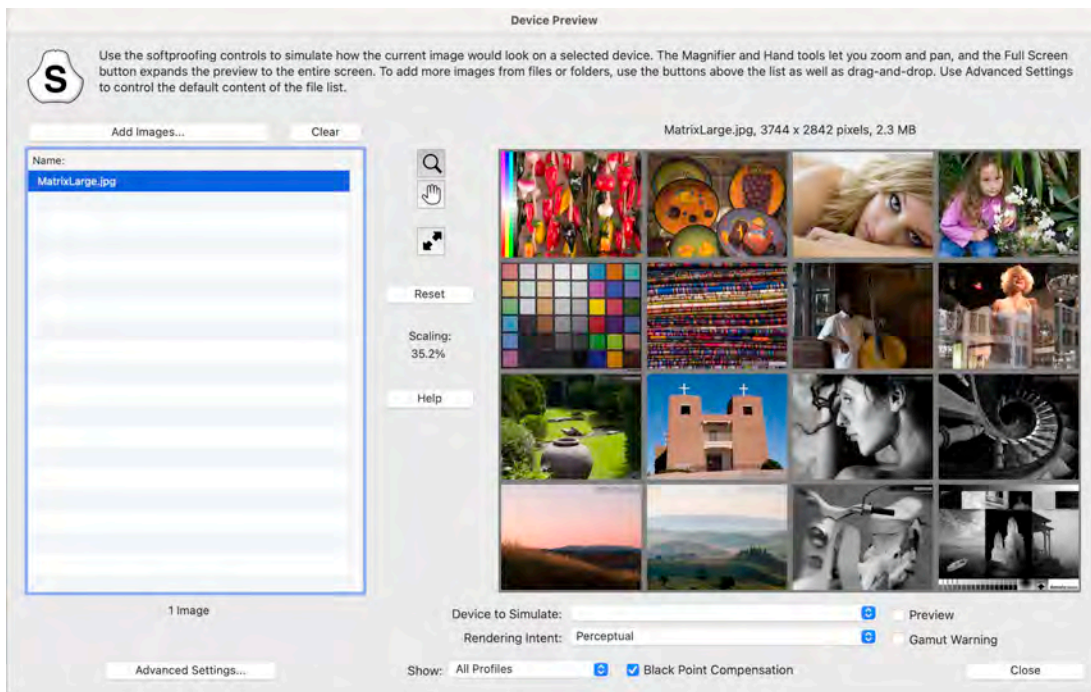 Device Preview
Use the softproofing controls to simulate how the current image would look on a selected device. The Magnifier and Hand tools let you zoom and pan, and the Full Screen
button expands the preview to the entire screen. To add more images from files or folders, use the buttons above the list as well as drag-and-drop. Use Advanced Settings
to control the default content of the file list.
S
Add Images...
Clear
MatrixLarge.jpg, 3744 x 2842 pixels, 2.3 MB
Name:
MatrixLarge.jpg
Reset
Scaling:
35.2%
Help
1 Image
Device to Simulate:
Preview
Rendering Intent: Perceptual
Gamut Warning
Advanced Settings...
Show: All Profiles
Black Point Compensation
Close